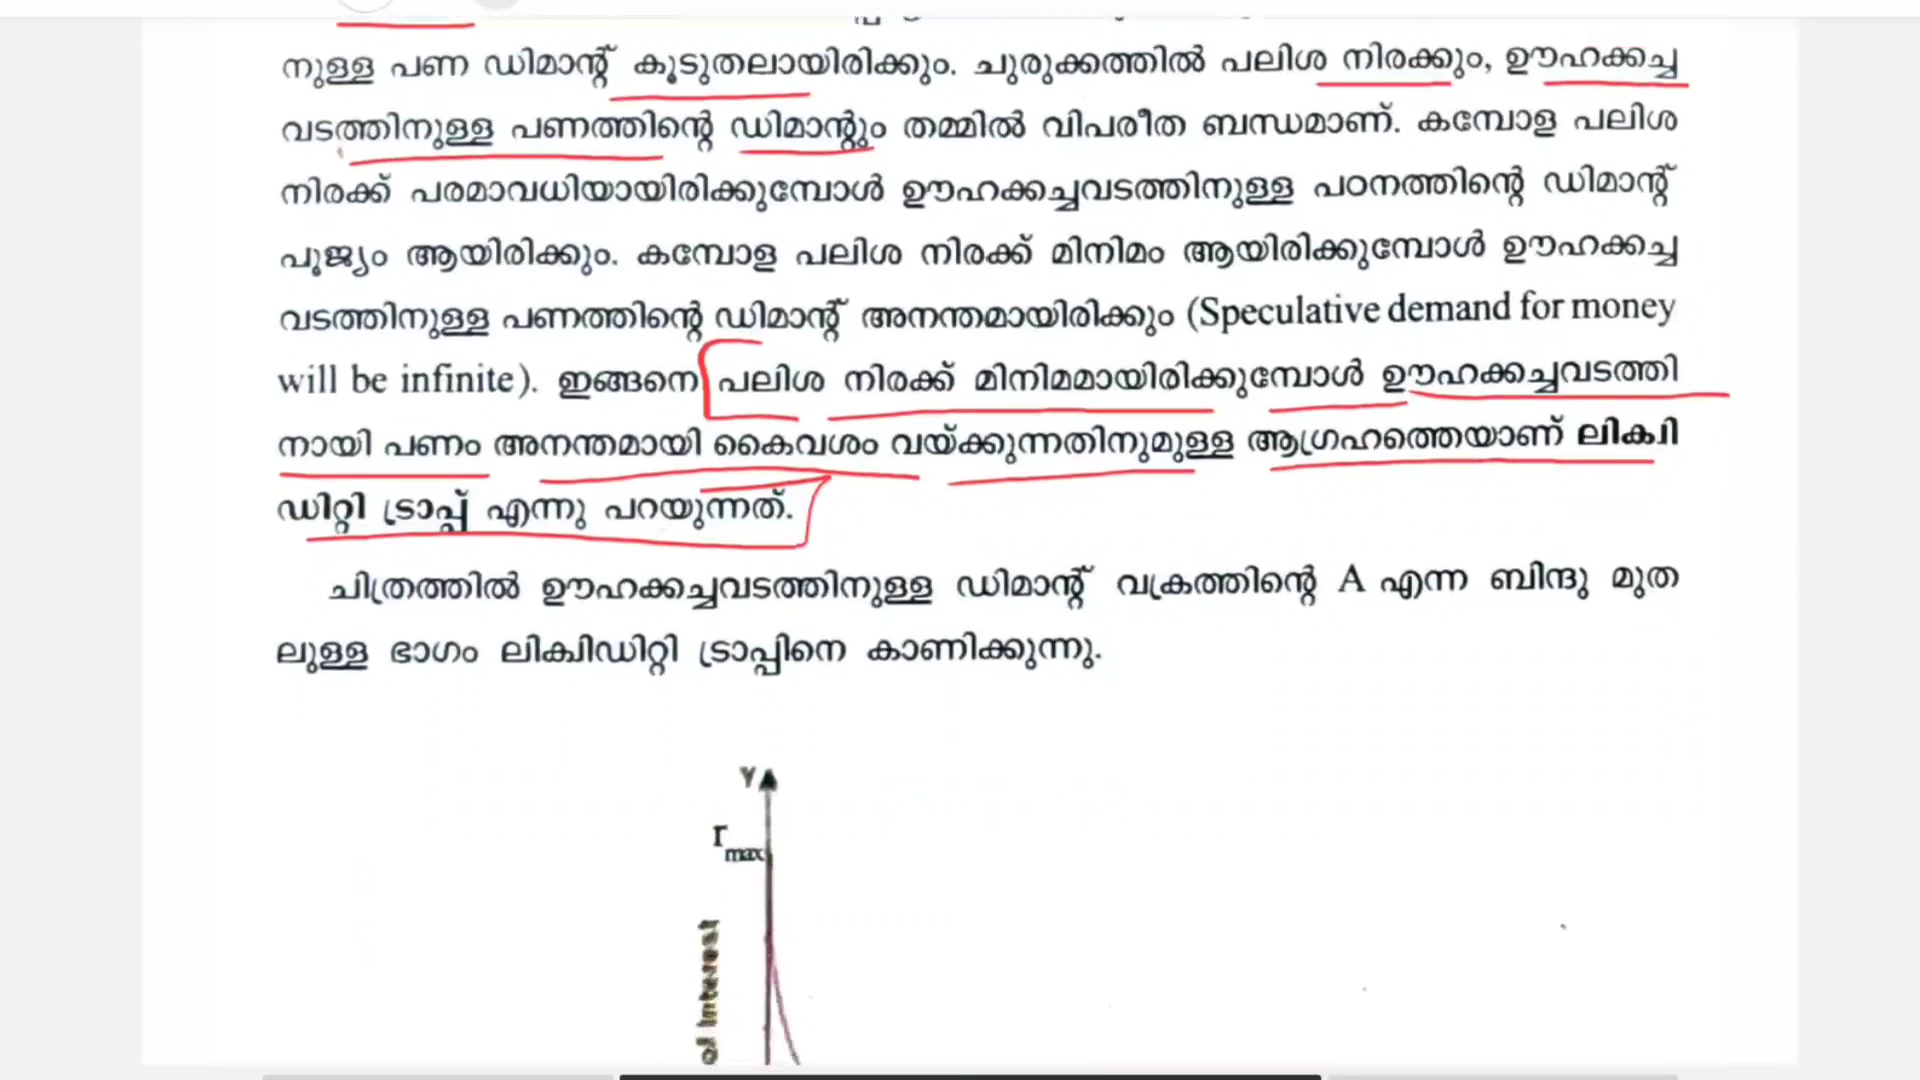 നുള്ള പണ ഡിമാന്റ് കൂടുതലായിരിക്കും. ചുരുക്കത്തിൽ പലിശ നിരക്കും, ഊഹക്കച്ച
വടത്തിനുള്ള പണത്തിന്റെ ഡിമാന്റും തമ്മിൽ വിപരീത ബന്ധമാണ്. കമ്പോള പലിശ
നിരക്ക് പരമാവധിയായിരിക്കുമ്പോൾ ഊഹക്കച്ചവടത്തിനുള്ള പഠനത്തിന്റെ ഡിമാന്റ്
പൂജ്യം ആയിരിക്കും. കമ്പോള പലിശ നിരക്ക് മിനിമം ആയിരിക്കുമ്പോൾ ഊഹക്കച്ച
വടത്തിനുള്ള പണത്തിന്റെ ഡിമാന്റ് അനന്തമായിരിക്കും (Speculative demand for money
will be infinite). ഇങ്ങനെ പലിശ നിരക്ക് മിനിമമായിരിക്കുമ്പോൾ ഊഹക്കച്ചവടത്തി
നായി പണം അനന്തമായി കൈവശം വയ്ക്കുന്നതിനുമുള്ള ആഗ്രഹത്തെയാണ് ലിക്വി
ഡിറ്റി ട്രാപ്പ് എന്നു പറയുന്നത്.
ചിത്രത്തിൽ ഊഹക്കച്ചവടത്തിനുള്ള ഡിമാന്റ് വക്രത്തിന്റെ A എന്ന ബിന്ദു മുത
ലുള്ള ഭാഗം ലിക്വിഡിറ്റി ട്രാപ്പിനെ കാണിക്കുന്നു.
Y
r max
of interest